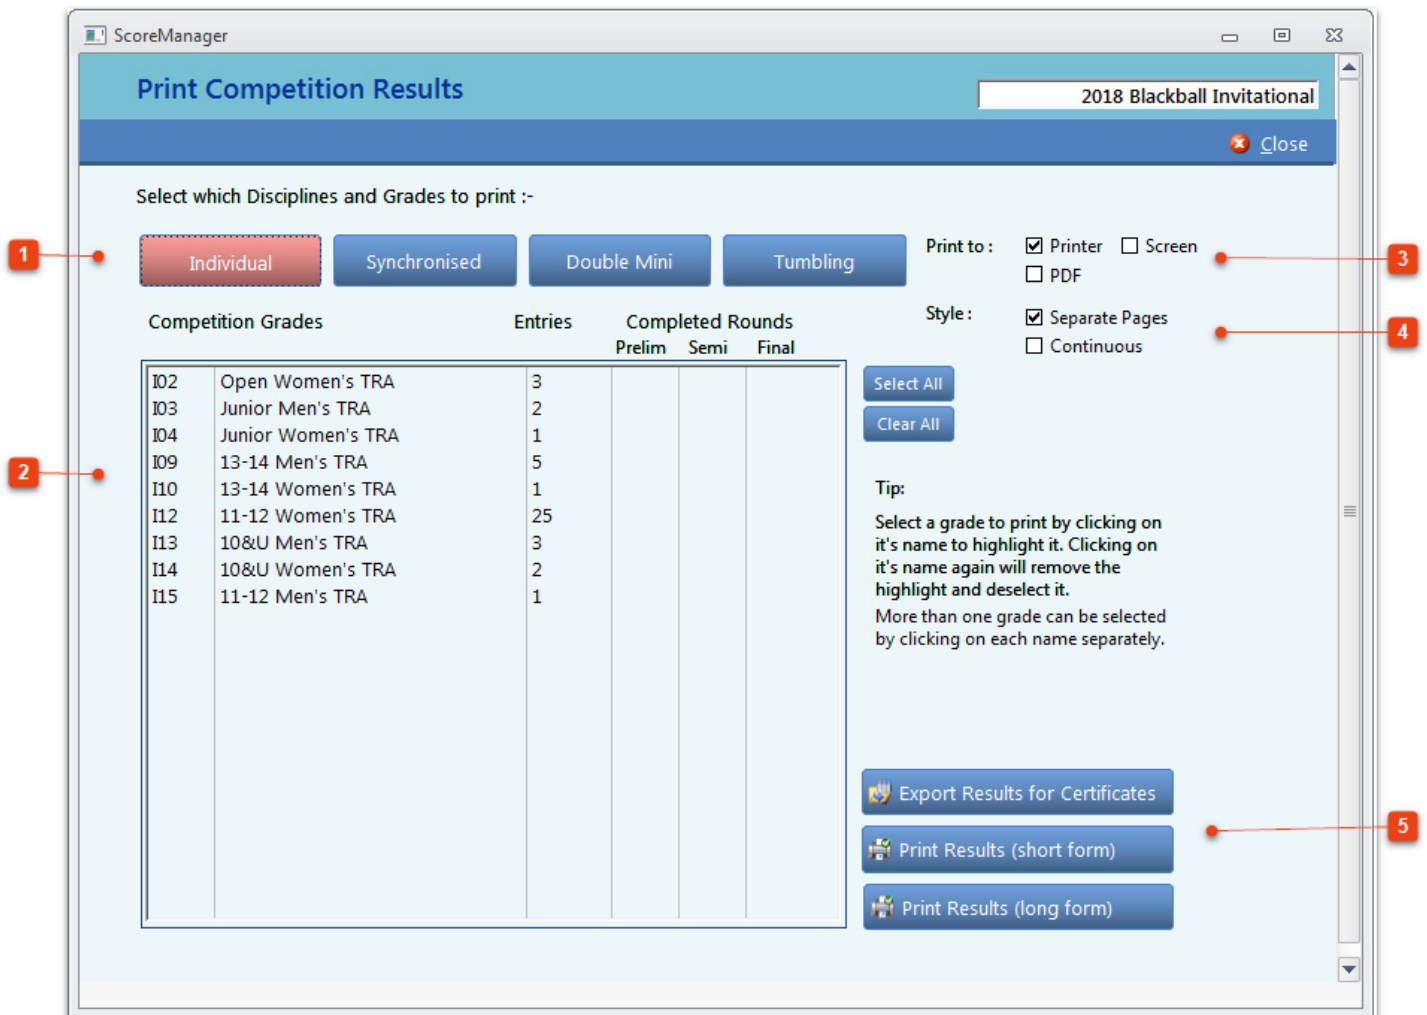 ScoreManager
Print Competition Results
2018 Blackball Invitational
Close
Select which Disciplines and Grades to print :-
1
Individual Synchronised Double Mini Tumbling
Print to : Printer Screen
PDF
3
Style : Separate Pages
Continuous
4
Competition Grades Entries Completed Rounds
Prelim Semi Final
I02 Open Women's TRA 3
I03 Junior Men's TRA 2
I04 Junior Women's TRA 1
I09 13-14 Men's TRA 5
I10 13-14 Women's TRA 1
I12 11-12 Women's TRA 25
I13 10&U Men's TRA 3
I14 10&U Women's TRA 2
I15 11-12 Men's TRA 1
2
Select All
Clear All
Tip:
Select a grade to print by clicking on
it's name to highlight it. Clicking on
it's name again will remove the
highlight and deselect it.
More than one grade can be selected
by clicking on each name separately.
Export Results for Certificates
Print Results (short form)
Print Results (long form)
5